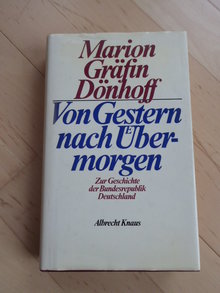 Marion
Gräfin
Dönhoff
Von Gestern
nach Über-
morgen
Zur Geschichte
der Bundesrepublik
Deutschland
Albrecht Knaus